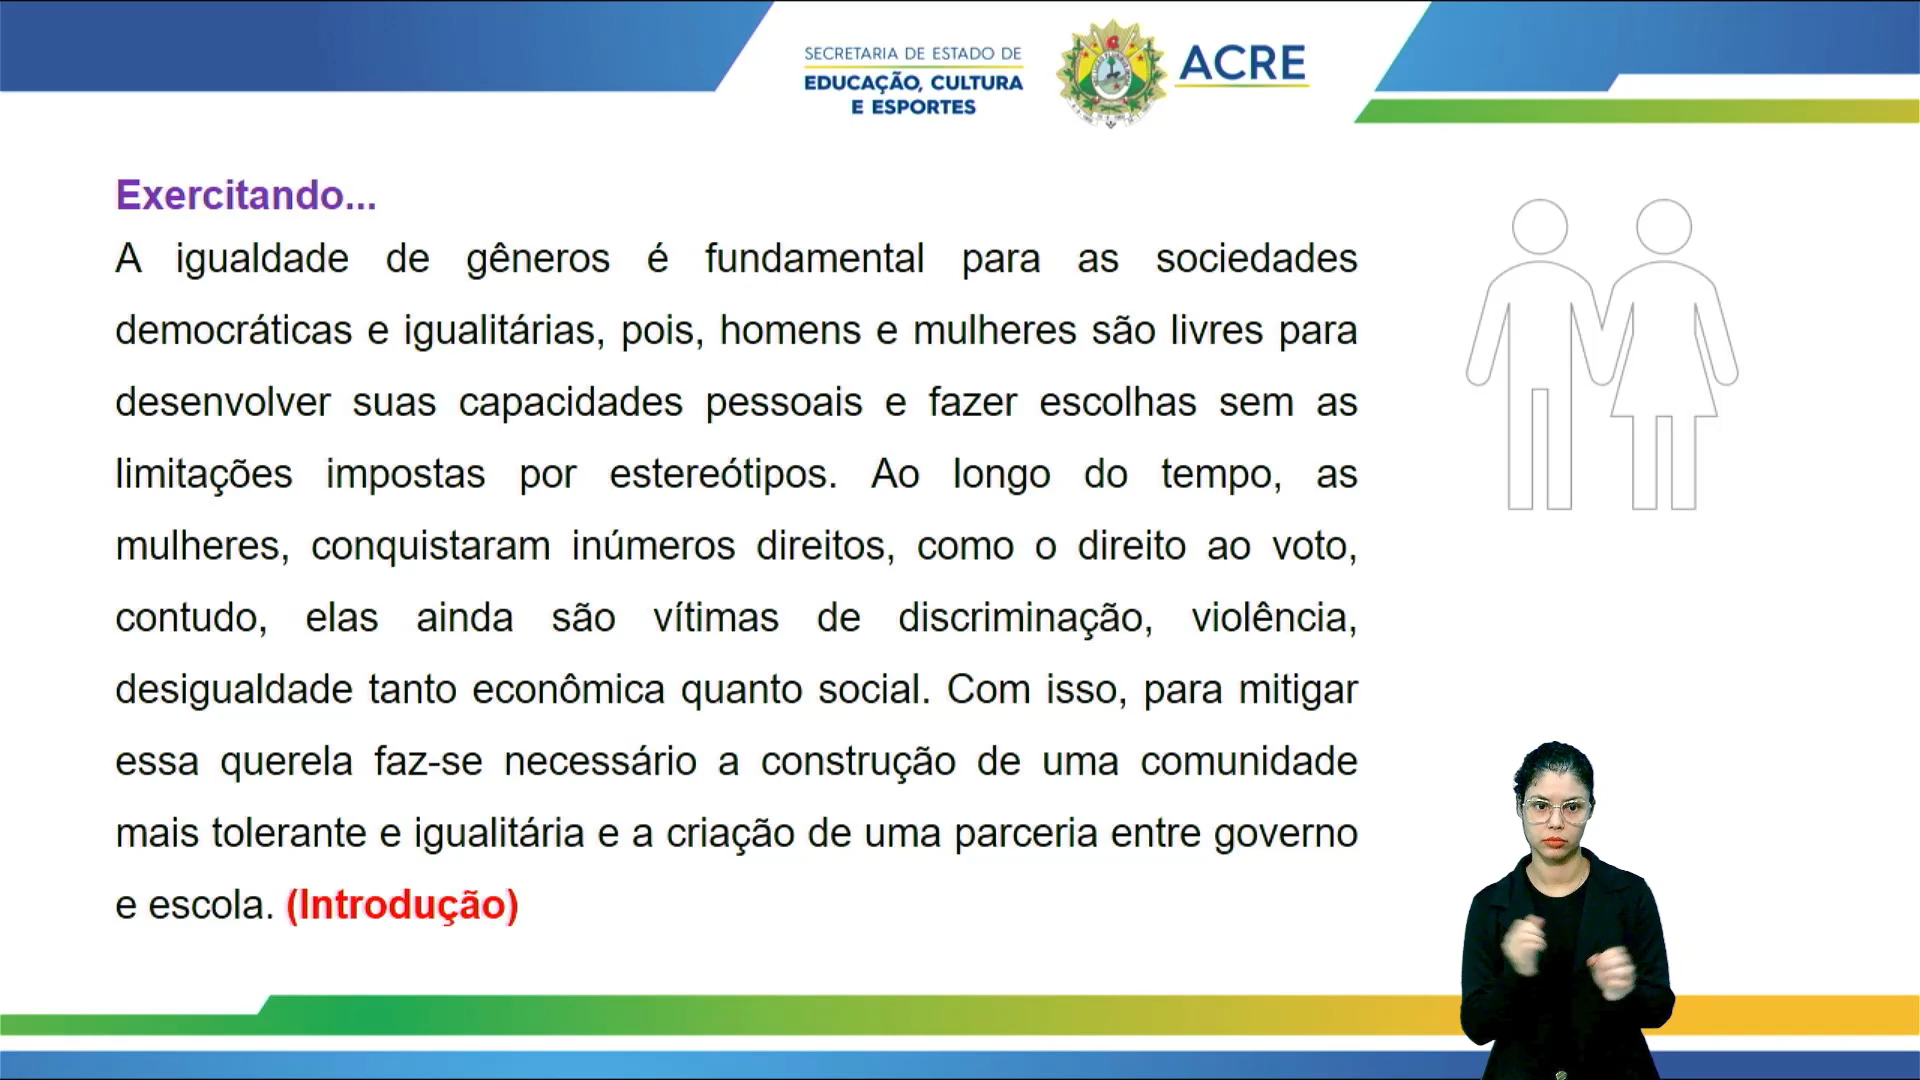 SECRETARIA DE ESTADO DE
EDUCAÇÃO, CULTURA
E ESPORTES
ACRE
Exercitando...
A igualdade de gêneros é fundamental para as sociedades
democráticas e igualitárias, pois, homens e mulheres são livres para
desenvolver suas capacidades pessoais e fazer escolhas sem as
limitações impostas por estereótipos. Ao longo do tempo, as
mulheres, conquistaram inúmeros direitos, como o direito ao voto,
contudo, elas ainda são vítimas de discriminação, violência,
desigualdade tanto econômica quanto social. Com isso, para mitigar
essa querela faz-se necessário a construção de uma comunidade
mais tolerante e igualitária e a criação de uma parceria entre governo
e escola. (Introdução)